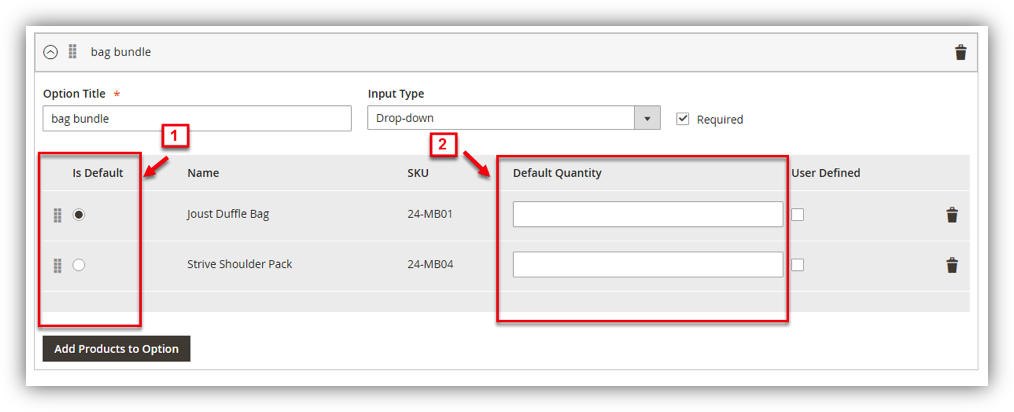 bag bundle
Option Title *
Input Type
bag bundle
Drop-down
Required
1
2
Is Default
Name
SKU
Default Quantity
User Defined
Joust Duffle Bag
24-MB01
Strive Shoulder Pack
24-MB04
Add Products to Option